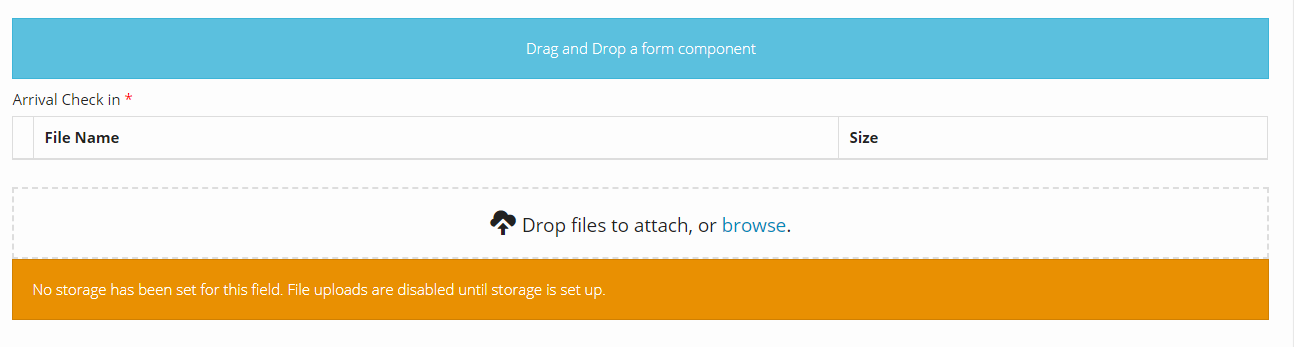 Drag and Drop a form component
Arrival Check in *
File Name Size
Drop files to attach, or browse.
No storage has been set for this field. File uploads are disabled until storage is set up.